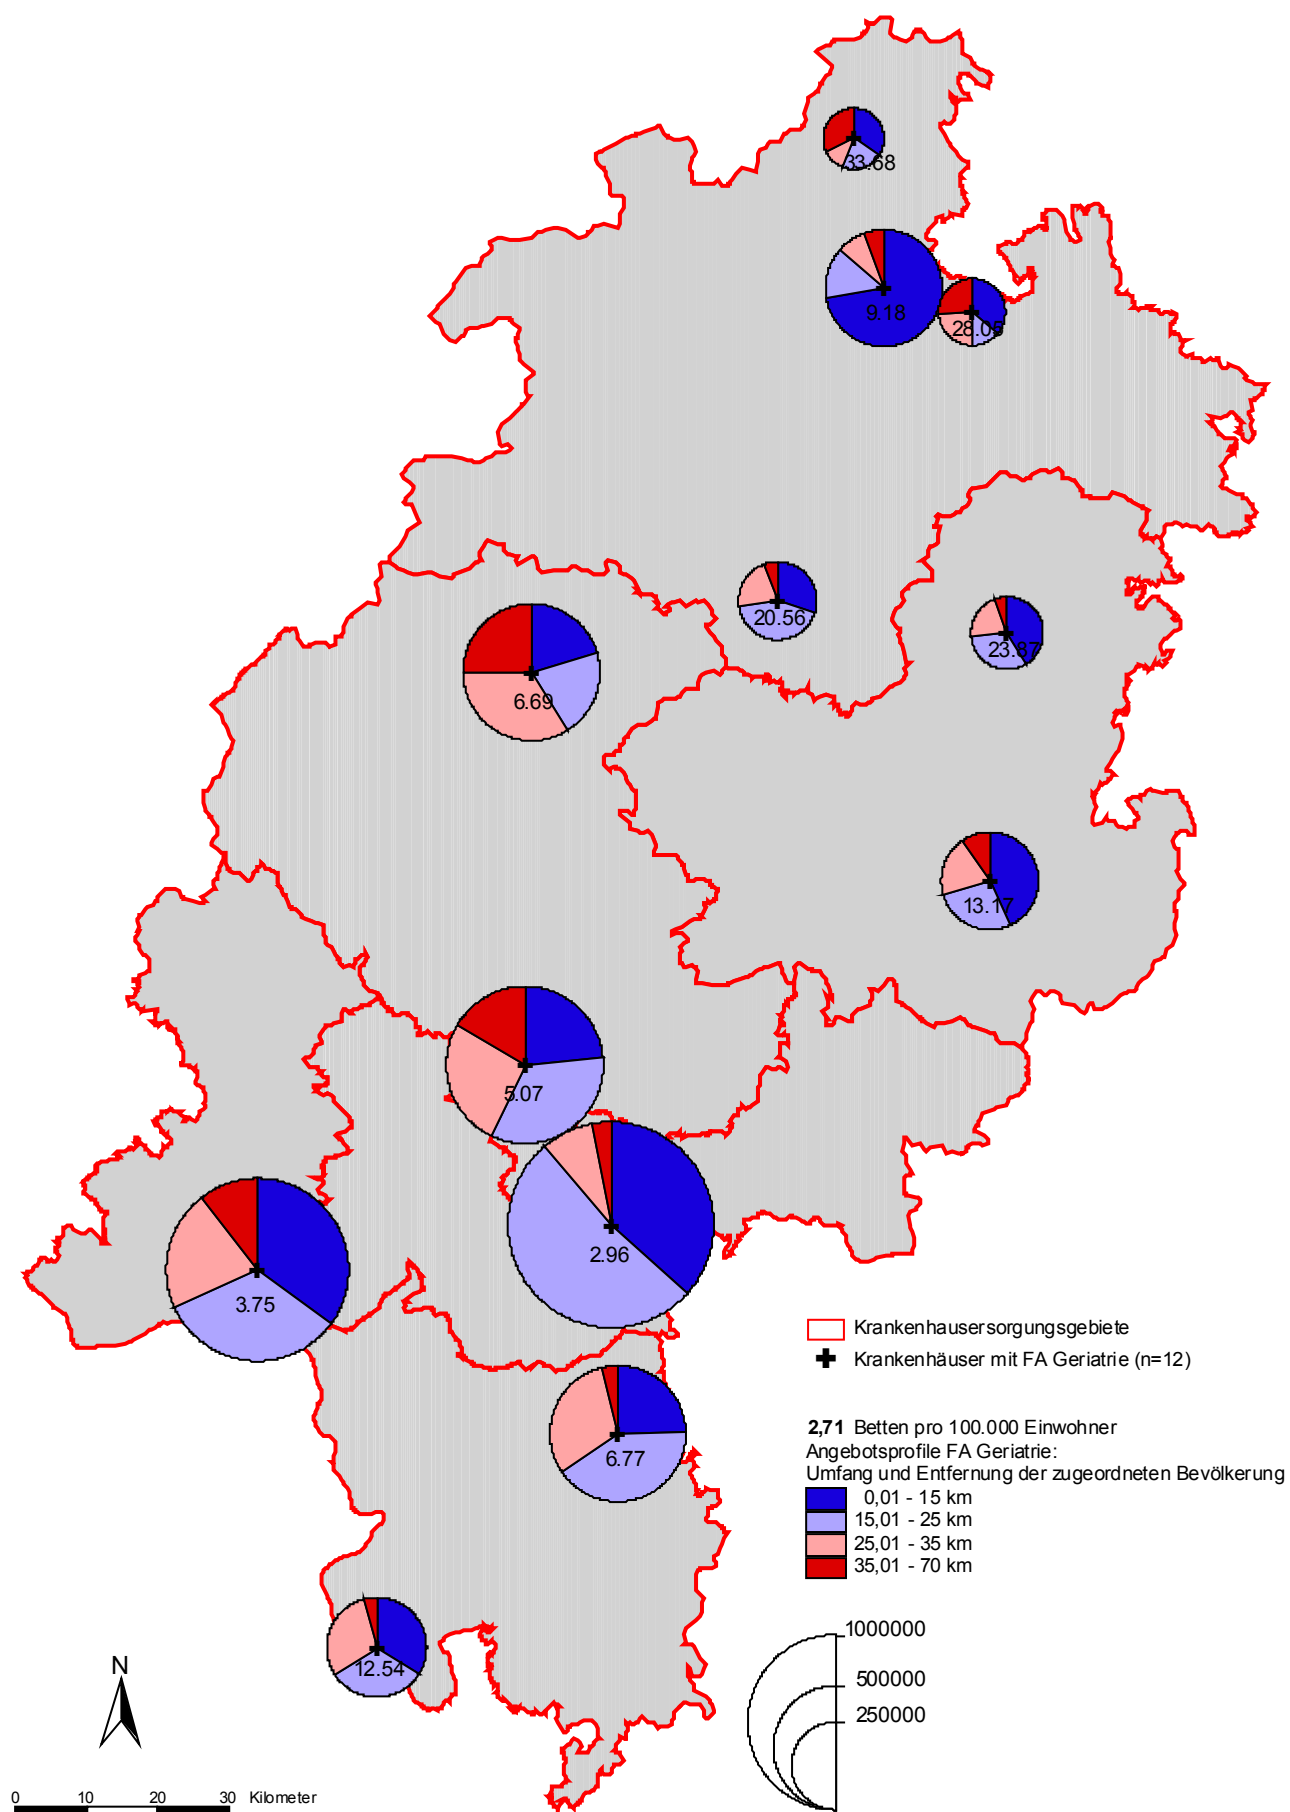 33.68
9.18
28.05
20.56
23.87
6.69
13.17
5.07
2.96
3.75
6.77
12.54
Krankenhausersorgungsgebiete
Krankenhäuser mit FA Geriatrie (n=12)
2,71 Betten pro 100.000 Einwohner
Angebotsprofile FA Geriatrie:
Umfang und Entfernung der zugeordneten Bevölkerung
0,01 - 15 km
15,01 - 25 km
25,01 - 35 km
35,01 - 70 km
1000000
500000
250000
N
0 10 20 30 Kilometer